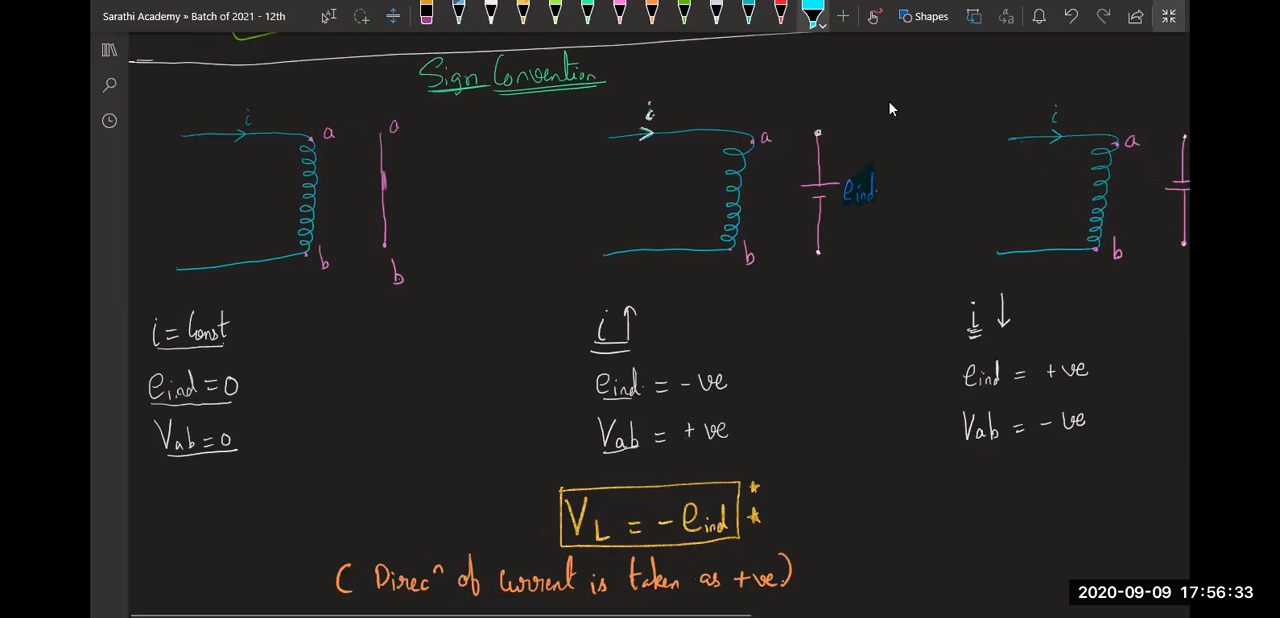 Sarathi Academy » Batch of 2021 - 12th
Shapes
Sign Convention
i
a
a
b
b
i
a
b
eind
i
a
b
i = Const
eind = 0
Vab = 0
i ↑
eind = -ve
Vab = +ve
i ↓
eind = +ve
Vab = -ve
VL = - eind **
( Direcⁿ of current is taken as +ve)
2020-09-09 17:56:33